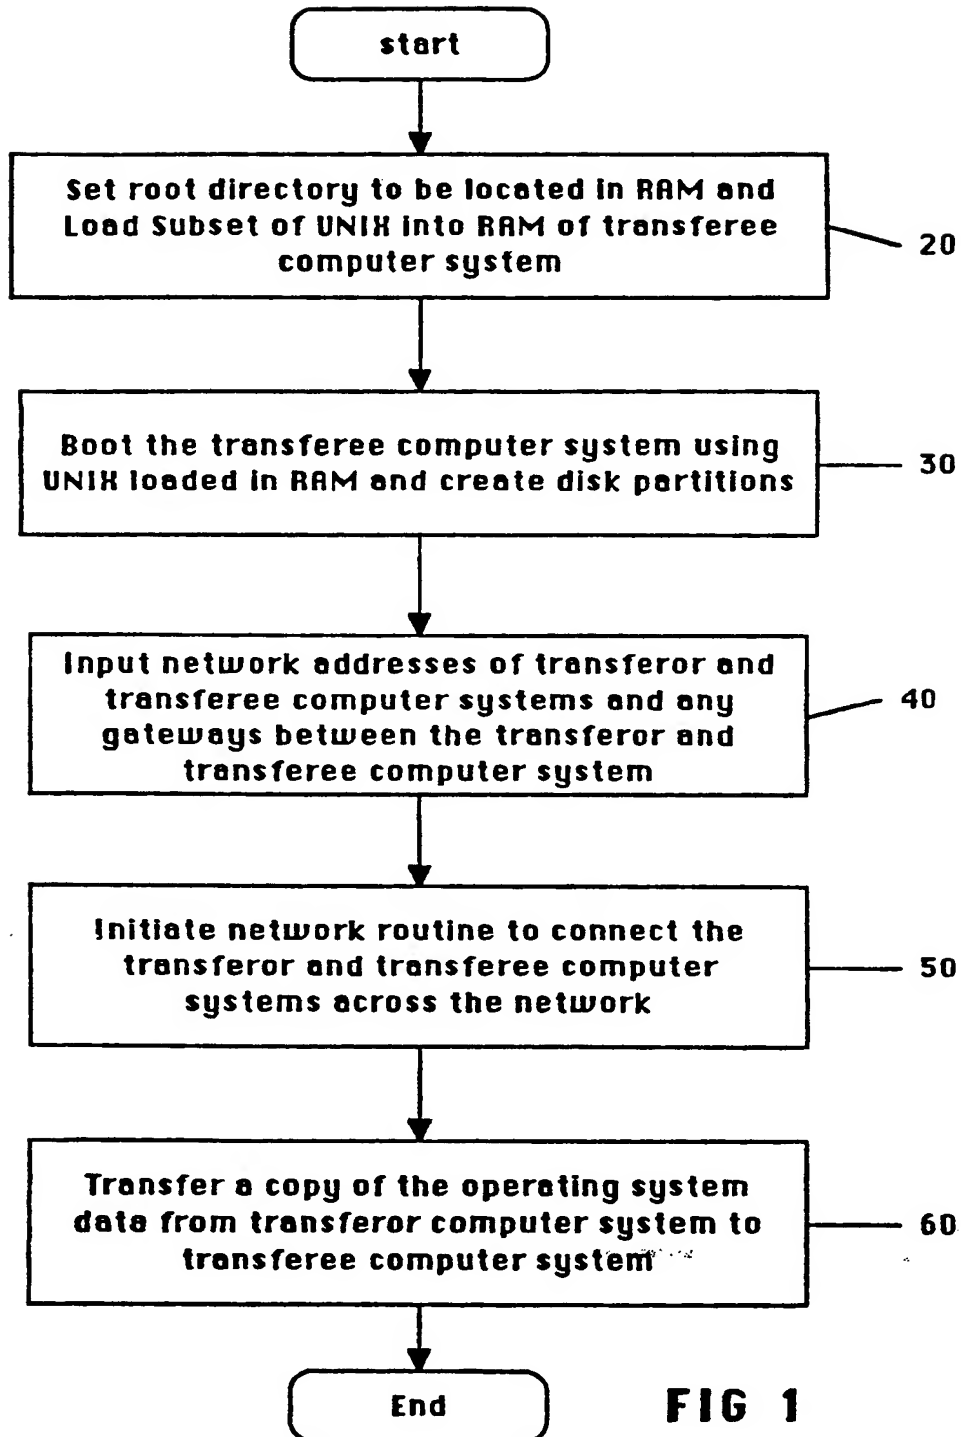 start
Set root directory to be located in RAM and
Load Subset of UNIX into RAM of transferee
computer system
20
Boot the transferee computer system using
UNIX loaded in RAM and create disk partitions
30
Input network addresses of transferor and
transferee computer systems and any
gateways between the transferor and
transferee computer system
40
Initiate network routine to connect the
transferor and transferee computer
systems across the network
50
Transfer a copy of the operating system
data from transferor computer system to
transferee computer system
60
End
FIG 1